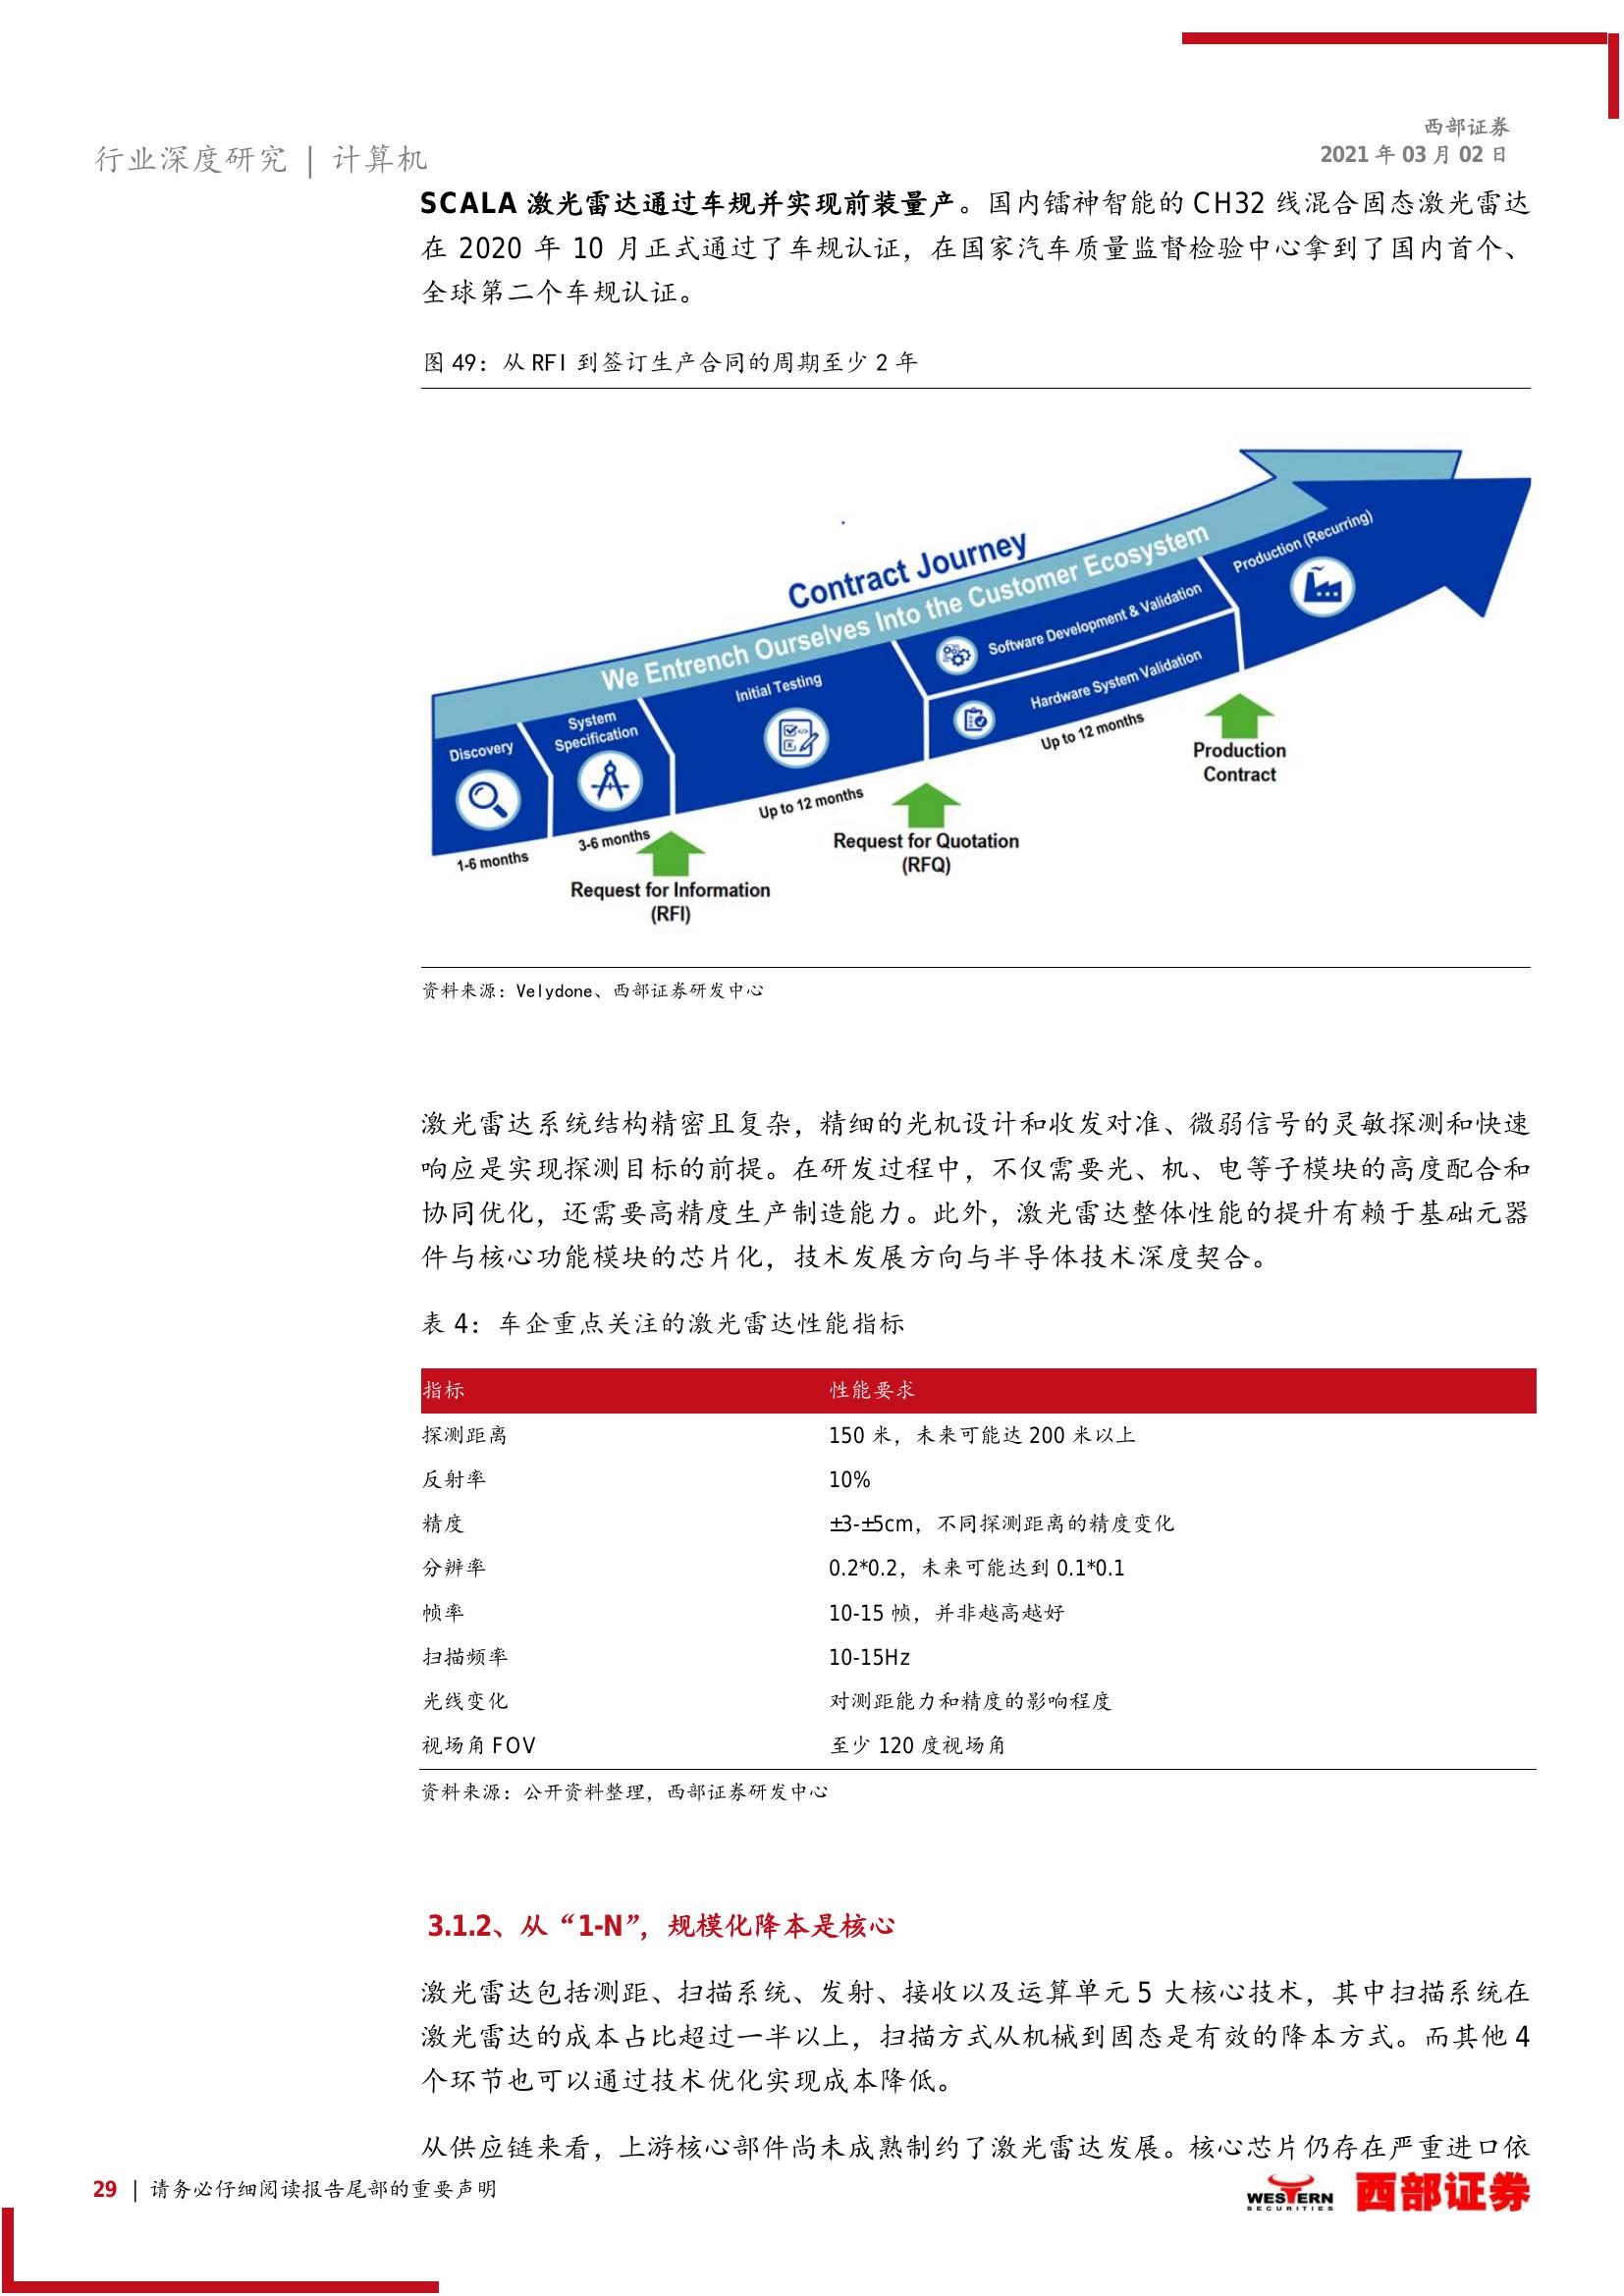 西部证券
行业深度研究 | 计算机
2021 年 03 月 02 日
SCALA 激光雷达通过车规并实现前装量产。国内镭神智能的 CH32 线混合固态激光雷达
在 2020 年 10 月正式通过了车规认证，在国家汽车质量监督检验中心拿到了国内首个、
全球第二个车规认证。
图 49：从 RFI 到签订生产合同的周期至少 2 年
Contract Journey
We Entrench Ourselves Into the Customer Ecosystem
Discovery
System
Specification
Initial Testing
Software Development & Validation
Hardware System Validation
Production (Recurring)
1-6 months
3-6 months
Up to 12 months
Up to 12 months
Request for Information
(RFI)
Request for Quotation
(RFQ)
Production
Contract
资料来源：Velydone、西部证券研发中心
激光雷达系统结构精密且复杂，精细的光机设计和收发对准、微弱信号的灵敏探测和快速
响应是实现探测目标的前提。在研发过程中，不仅需要光、机、电等子模块的高度配合和
协同优化，还需要高精度生产制造能力。此外，激光雷达整体性能的提升有赖于基础元器
件与核心功能模块的芯片化，技术发展方向与半导体技术深度契合。
表 4：车企重点关注的激光雷达性能指标
指标 性能要求
探测距离 150 米，未来可能达 200 米以上
反射率 10%
精度 ±3-±5cm，不同探测距离的精度变化
分辨率 0.2*0.2，未来可能达到 0.1*0.1
帧率 10-15 帧，并非越高越好
扫描频率 10-15Hz
光线变化 对测距能力和精度的影响程度
视场角 FOV 至少 120 度视场角
资料来源：公开资料整理，西部证券研发中心
3.1.2、从“1-N”，规模化降本是核心
激光雷达包括测距、扫描系统、发射、接收以及运算单元 5 大核心技术，其中扫描系统在
激光雷达的成本占比超过一半以上，扫描方式从机械到固态是有效的降本方式。而其他 4
个环节也可以通过技术优化实现成本降低。
从供应链来看，上游核心部件尚未成熟制约了激光雷达发展。核心芯片仍存在严重进口依
29 | 请务必仔细阅读报告尾部的重要声明
WESTERN
SECURITIES
西部证券